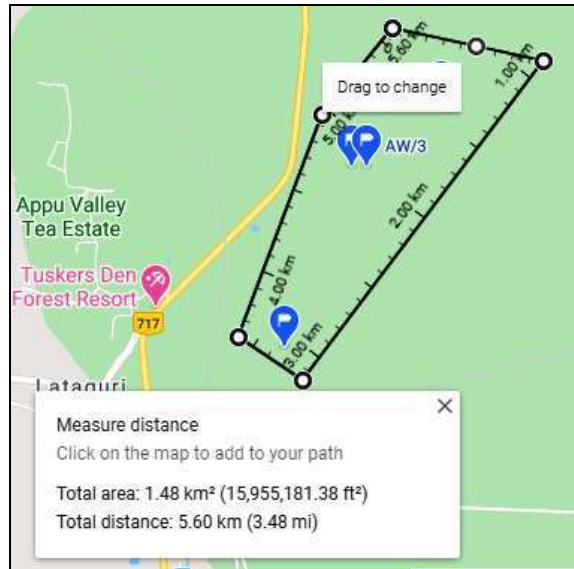 5.60 km
1.00 km
Drag to change
5.00 km
AW/3
Appu Valley
Tea Estate
2.00 km
Tuskers Den
Forest Resort
4.00 km
717
3.00 km
Lataguri
Measure distance
Click on the map to add to your path
Total area: 1.48 km² (15,955,181.38 ft²)
Total distance: 5.60 km (3.48 mi)